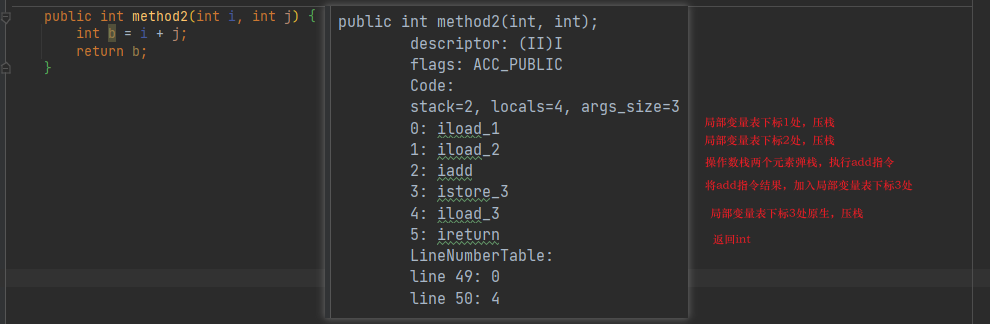 public int method2(int i, int j) {
int b = i + j;
return b;
}
public int method2(int, int);
descriptor: (II)I
flags: ACC_PUBLIC
Code:
stack=2, locals=4, args_size=3
0: iload_1
1: iload_2
2: iadd
3: istore_3
4: iload_3
5: ireturn
LineNumberTable:
line 49: 0
line 50: 4
局部变量表下标1处，压栈
局部变量表下标2处，压栈
操作数栈两个元素弹栈，执行add指令
将add指令结果，加入局部变量表下标3处
局部变量表下标3处原生，压栈
返回int